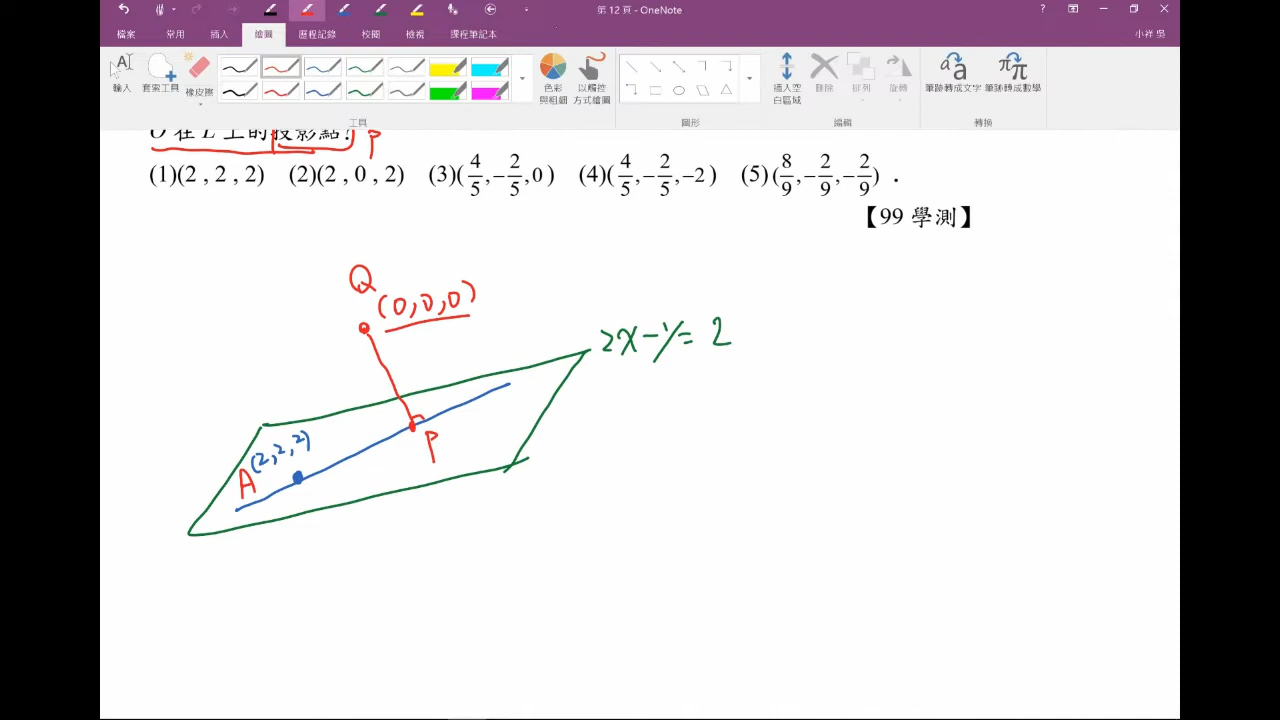 第 12 頁 - OneNote
?
檔案 常用 插入 繪圖 歷程記錄 校閱 檢視 課程筆記本
小祥 吳
輸入 套索工具 橡皮擦 色彩與粗細 以觸控方式繪圖 插入空白區域 刪除 排列 旋轉 筆跡轉成文字 筆跡轉成數學
工具 圖形 編輯 轉換
O 在 L 上的投影點? P
(1)(2 , 2 , 2) (2)(2 , 0 , 2) (3)(4/5,-2/5,0) (4)(4/5,-2/5,-2) (5)(8/9,-2/9,-2/9) .
【99 學測】
Q
(0,0,0)
2x-y=2
(2,2,2)
A
P